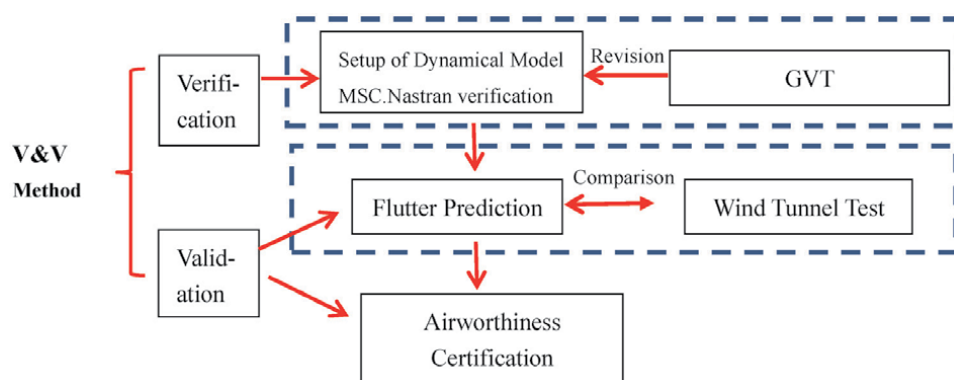 V&V
Method
Verifi-
cation
Setup of Dynamical Model
MSC.Nastran verification
Revision
GVT
Flutter Prediction
Comparison
Wind Tunnel Test
Valid-
ation
Airworthiness
Certification